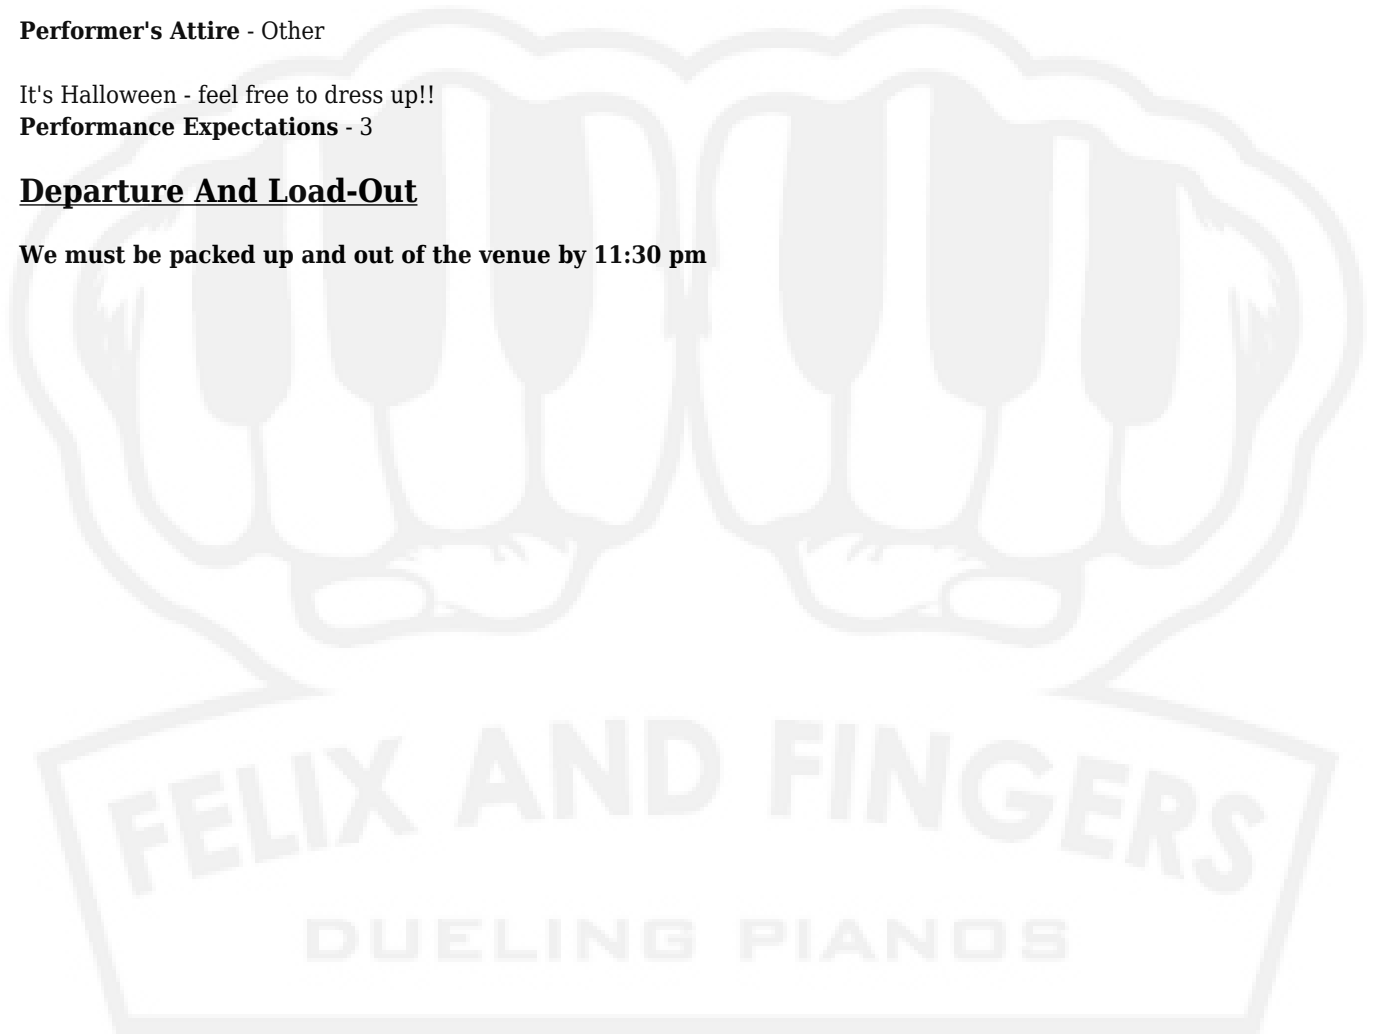 Performer's Attire - Other
It's Halloween - feel free to dress up!!
Performance Expectations - 3
Departure And Load-Out
We must be packed up and out of the venue by 11:30 pm
FELIX AND FINGERS
DUELING PIANOS